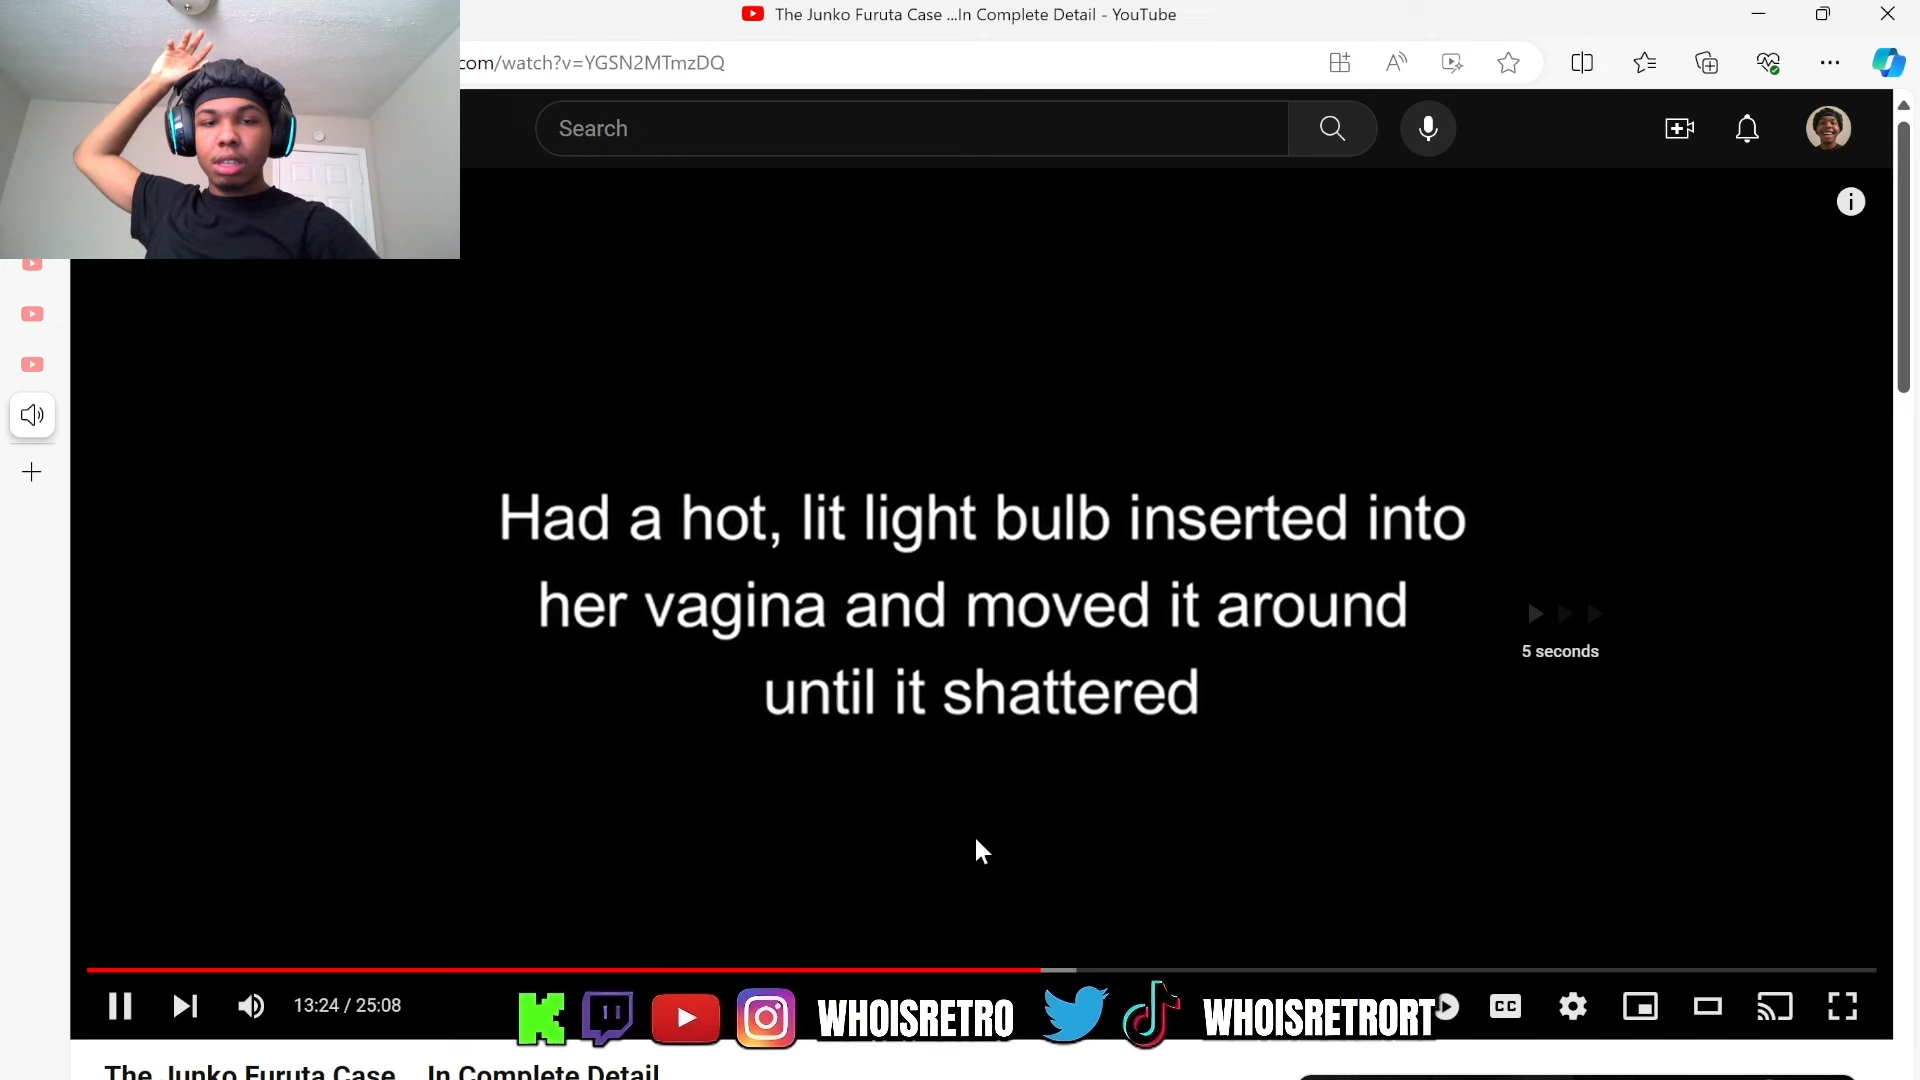 The Junko Furuta Case ...In Complete Detail - YouTube
com/watch?v=YGSN2MTmzDQ
Search
Had a hot, lit light bulb inserted into
her vagina and moved it around
until it shattered
5 seconds
13:24 / 25:08
WHOISRETRO
WHOISRETRORT
CC
The Junko Furuta Case ...In Complete Detail